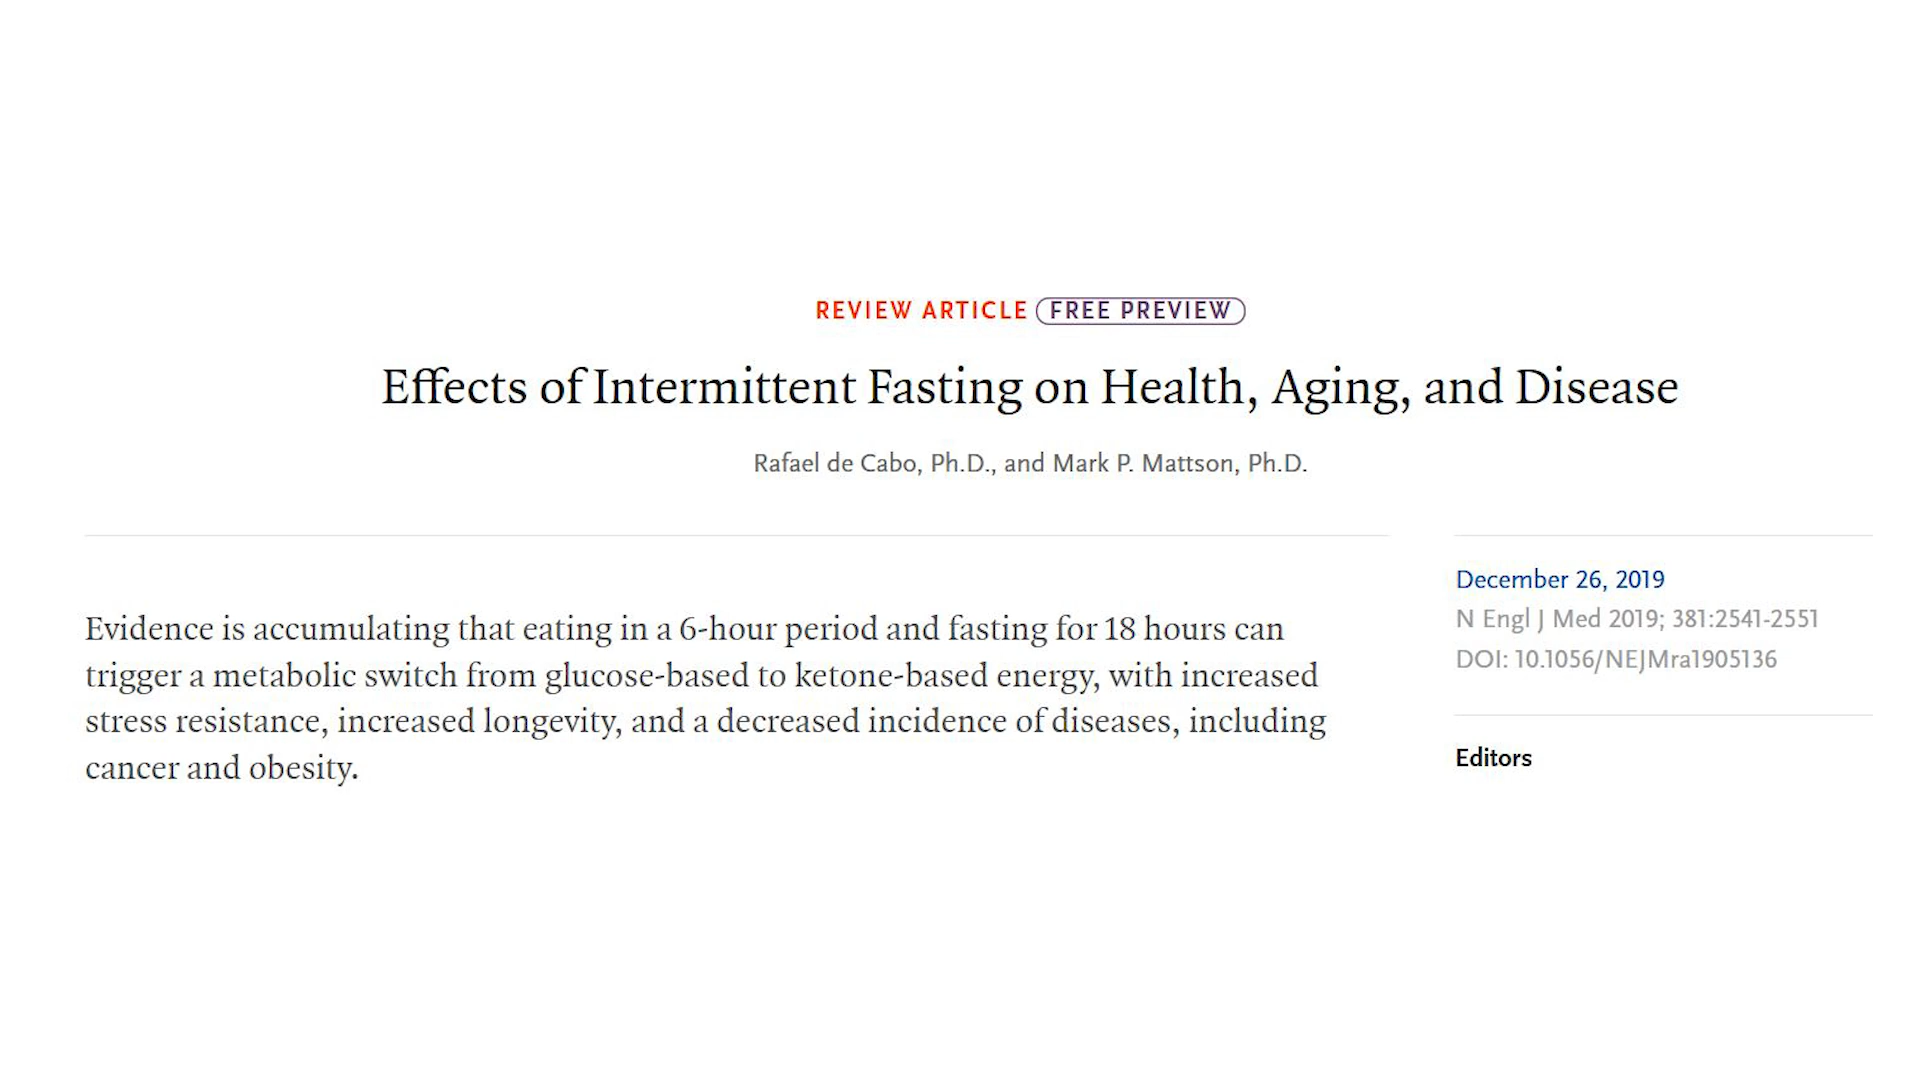 REVIEW ARTICLE FREE PREVIEW
Effects of Intermittent Fasting on Health, Aging, and Disease
Rafael de Cabo, Ph.D., and Mark P. Mattson, Ph.D.
Evidence is accumulating that eating in a 6-hour period and fasting for 18 hours can
trigger a metabolic switch from glucose-based to ketone-based energy, with increased
stress resistance, increased longevity, and a decreased incidence of diseases, including
cancer and obesity.
December 26, 2019
N Engl J Med 2019; 381:2541-2551
DOI: 10.1056/NEJMra1905136
Editors